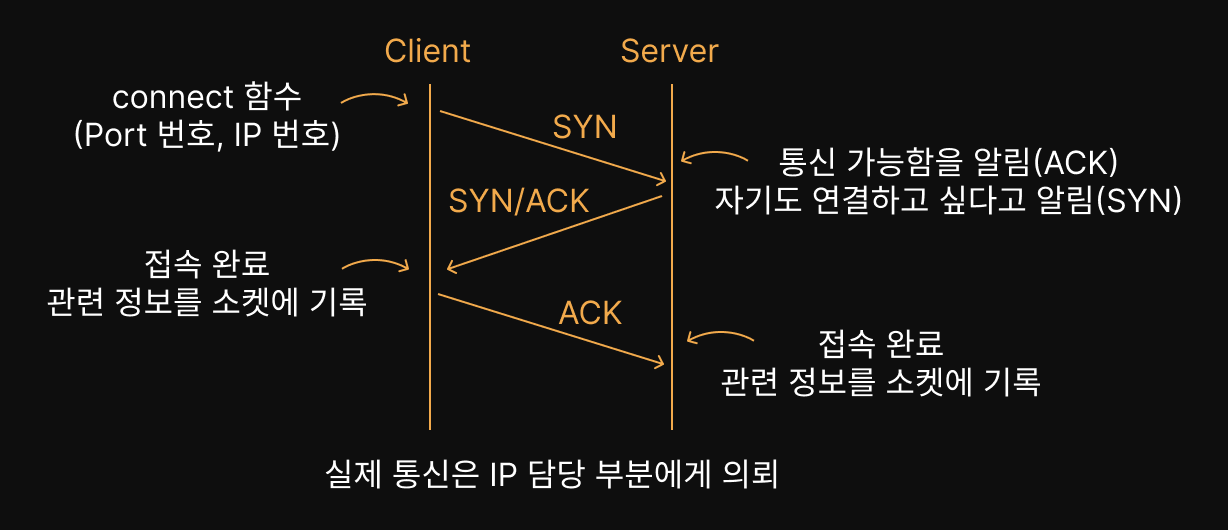 Client
Server
connect 함수
(Port 번호, IP 번호)
SYN
통신 가능함을 알림(ACK)
자기도 연결하고 싶다고 알림(SYN)
SYN/ACK
접속 완료
관련 정보를 소켓에 기록
ACK
접속 완료
관련 정보를 소켓에 기록
실제 통신은 IP 담당 부분에게 의뢰